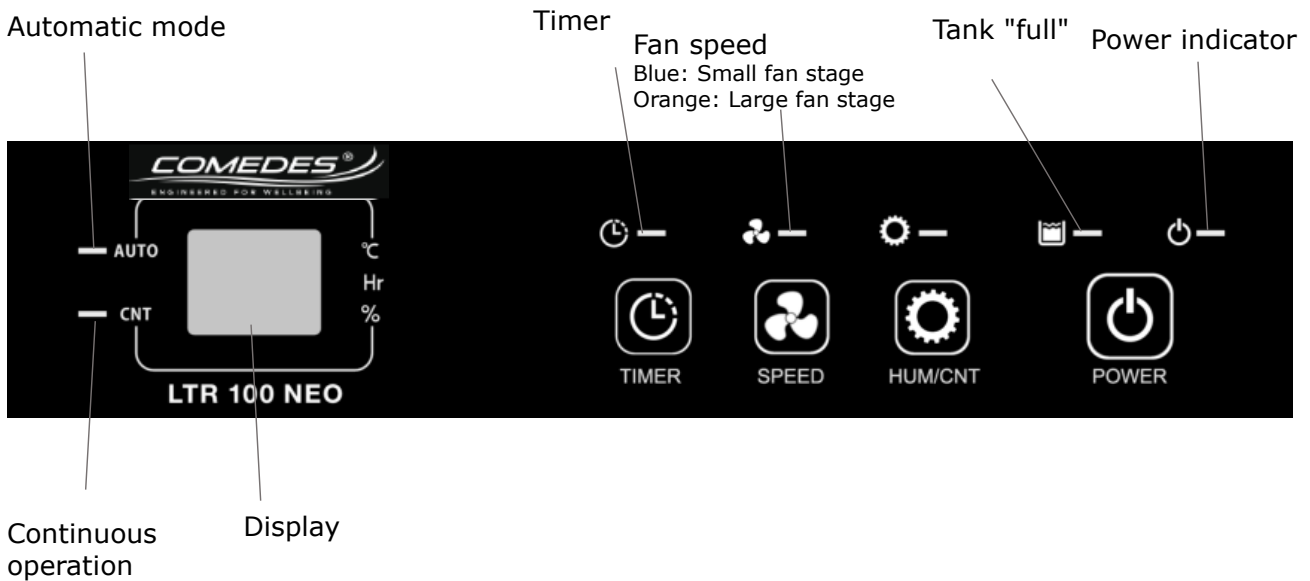 Automatic mode
Timer
Fan speed
Blue: Small fan stage
Orange: Large fan stage
Tank "full"
Power indicator
COMEDES®
ENGINEERED FOR WELLBEING
AUTO
°C
Hr
CNT
%
LTR 100 NEO
TIMER
SPEED
HUM/CNT
POWER
Continuous
operation
Display